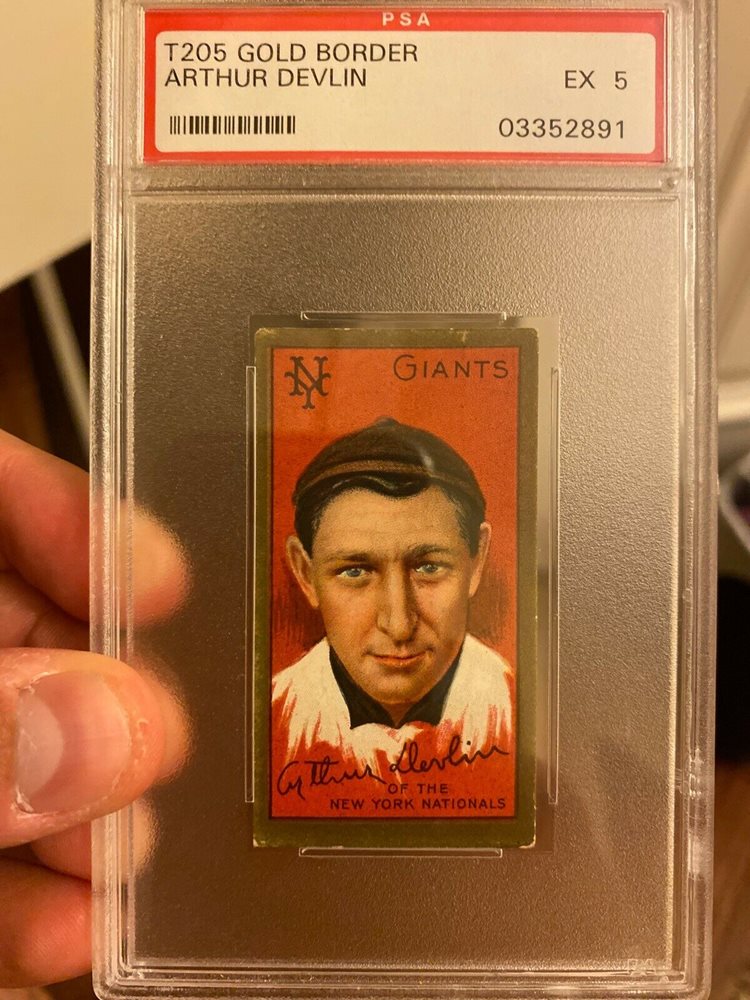 PSA
T205 GOLD BORDER
ARTHUR DEVLIN
EX 5
03352891
NY
GIANTS
Arthur Devlin
OF THE
NEW YORK NATIONALS